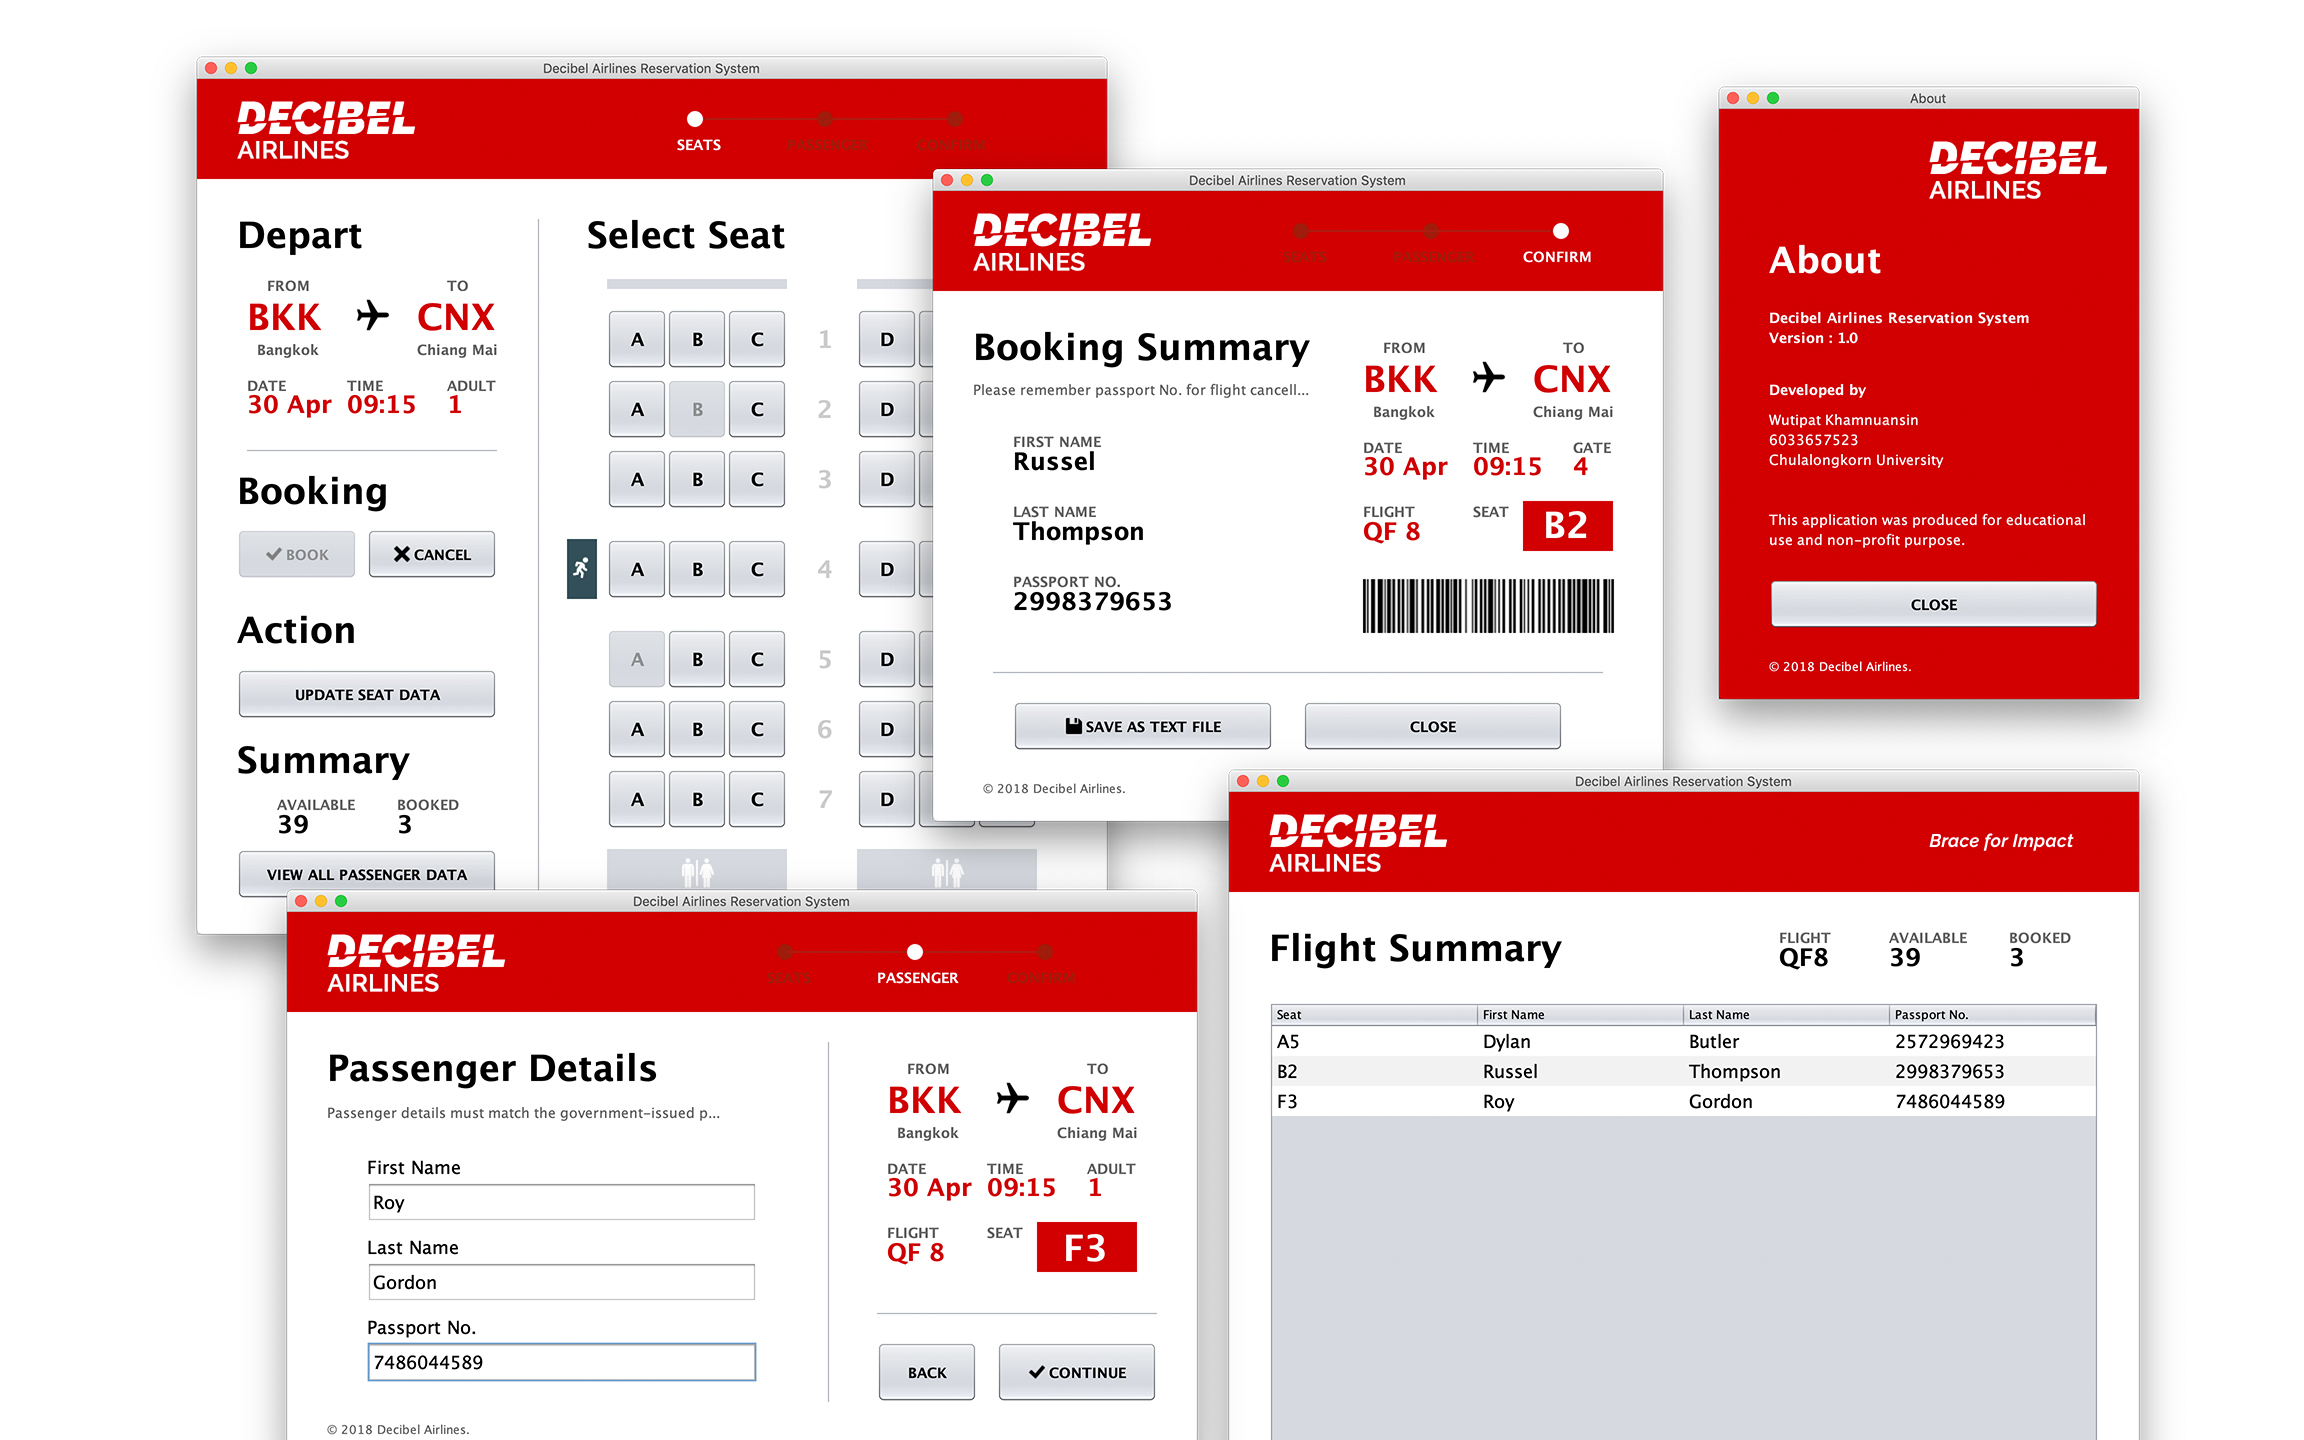 Decibel Airlines Reservation System
DECIBEL
AIRLINES
SEATS
PASSENGER
CONFIRM
Depart
FROM
TO
BKK
CNX
Bangkok
Chiang Mai
DATE
TIME
ADULT
30 Apr
09:15
1
Booking
BOOK
CANCEL
Action
UPDATE SEAT DATA
Summary
AVAILABLE
BOOKED
39
3
VIEW ALL PASSENGER DATA
Select Seat
A B C 1 D
A B C 2 D
A B C 3 D
A B C 4 D
A B C 5 D
A B C 6 D
A B C 7 D
Decibel Airlines Reservation System
DECIBEL
AIRLINES
SEATS
PASSENGER
CONFIRM
Booking Summary
Please remember passport No. for flight cancell...
FIRST NAME
Russel
LAST NAME
Thompson
PASSPORT NO.
2998379653
FROM
TO
BKK
CNX
Bangkok
Chiang Mai
DATE
TIME
GATE
30 Apr
09:15
4
FLIGHT
SEAT
QF 8
B2
SAVE AS TEXT FILE
CLOSE
© 2018 Decibel Airlines.
About
DECIBEL
AIRLINES
About
Decibel Airlines Reservation System
Version : 1.0
Developed by
Wutipat Khamnuansin
6033657523
Chulalongkorn University
This application was produced for educational
use and non-profit purpose.
CLOSE
© 2018 Decibel Airlines.
Decibel Airlines Reservation System
DECIBEL
AIRLINES
SEATS
PASSENGER
CONFIRM
Passenger Details
Passenger details must match the government-issued p...
First Name
Roy
Last Name
Gordon
Passport No.
7486044589
FROM
TO
BKK
CNX
Bangkok
Chiang Mai
DATE
TIME
ADULT
30 Apr
09:15
1
FLIGHT
SEAT
QF 8
F3
BACK
CONTINUE
© 2018 Decibel Airlines.
Decibel Airlines Reservation System
DECIBEL
AIRLINES
Brace for Impact
Flight Summary
FLIGHT
AVAILABLE
BOOKED
QF8
39
3
Seat First Name Last Name Passport No.
A5 Dylan Butler 2572969423
B2 Russel Thompson 2998379653
F3 Roy Gordon 7486044589